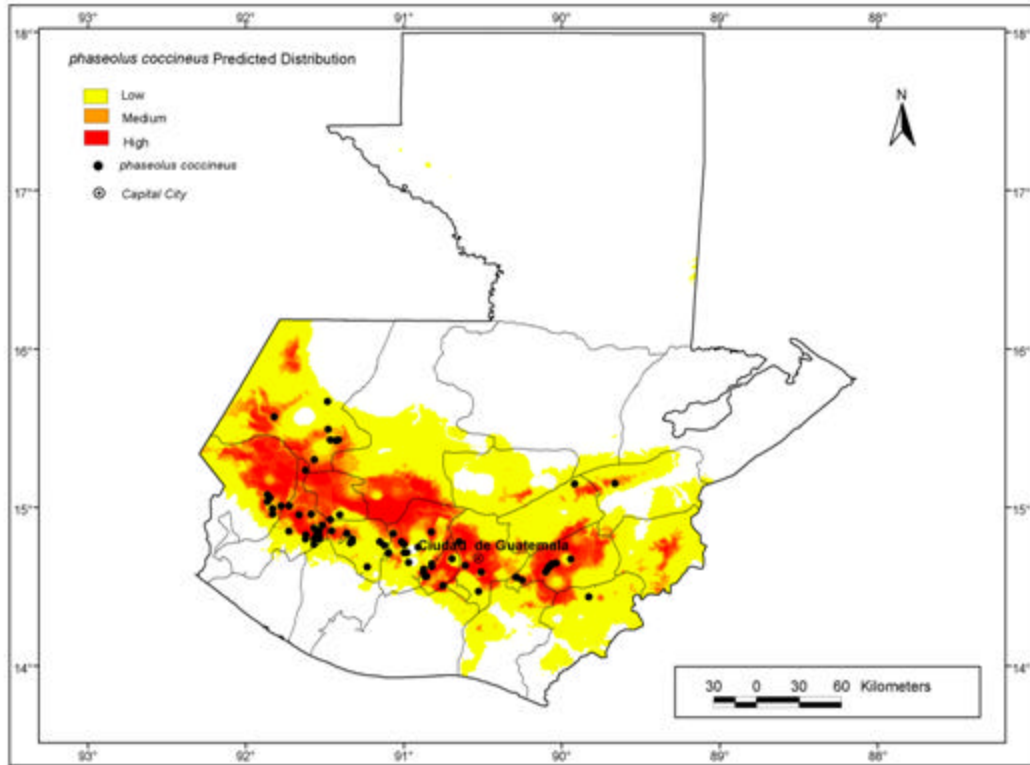 93° 92° 91° 90° 89° 88°
18° 18°
phaseolus coccineus Predicted Distribution
Low
Medium
High
phaseolus coccineus
Capital City
N
17° 17°
16° 16°
15° 15°
Ciudad de Guatemala
14° 14°
30 0 30 60 Kilometers
93° 92° 91° 90° 89° 88°